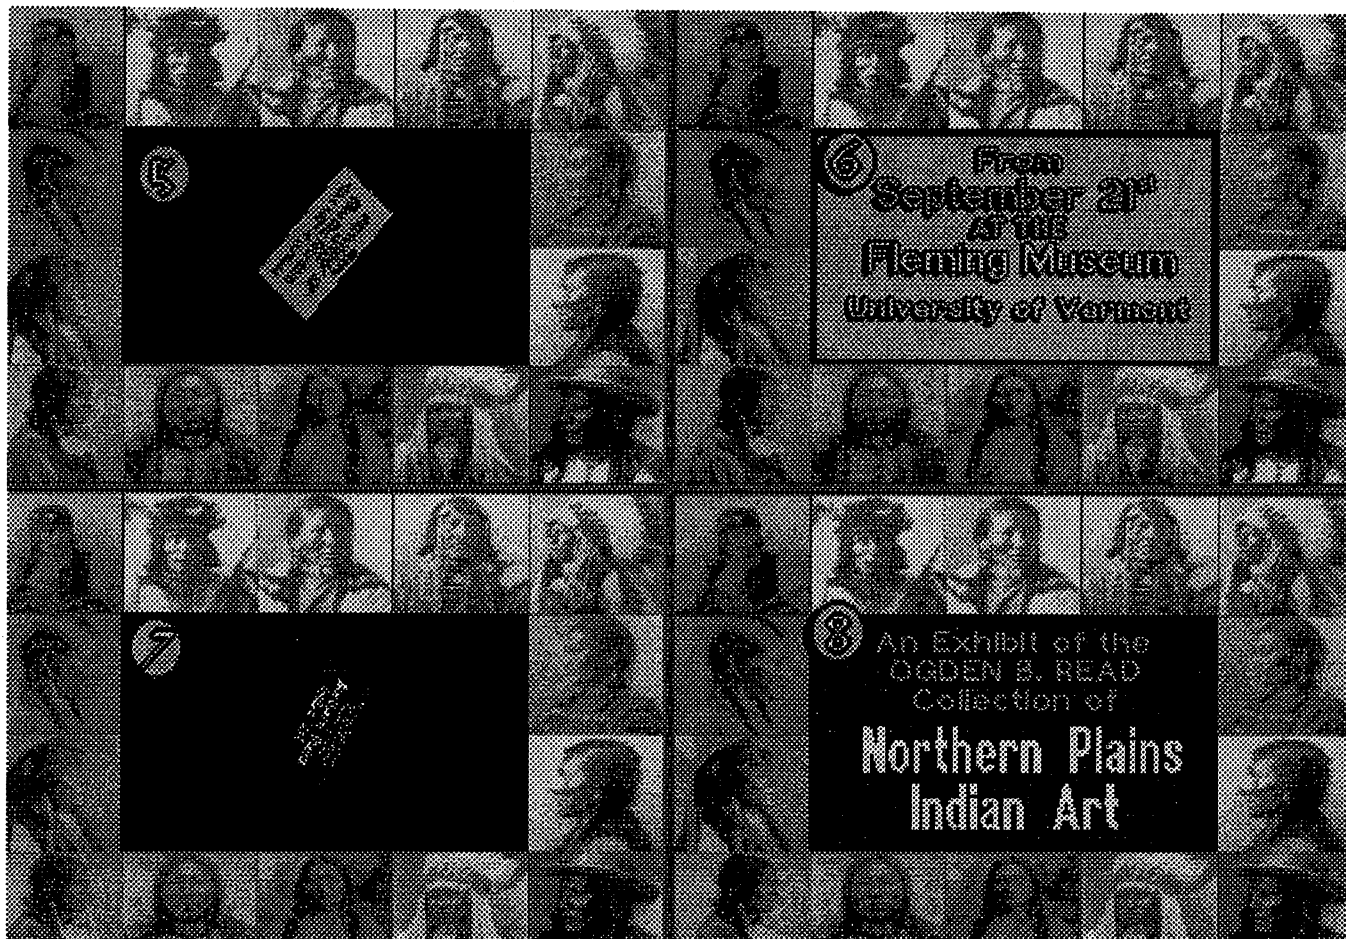 5
6
From
September 21st
AT THE
Fleming Museum
University of Vermont
7
8
An Exhibit of the
OGDEN B. READ
Collection of
Northern Plains
Indian Art